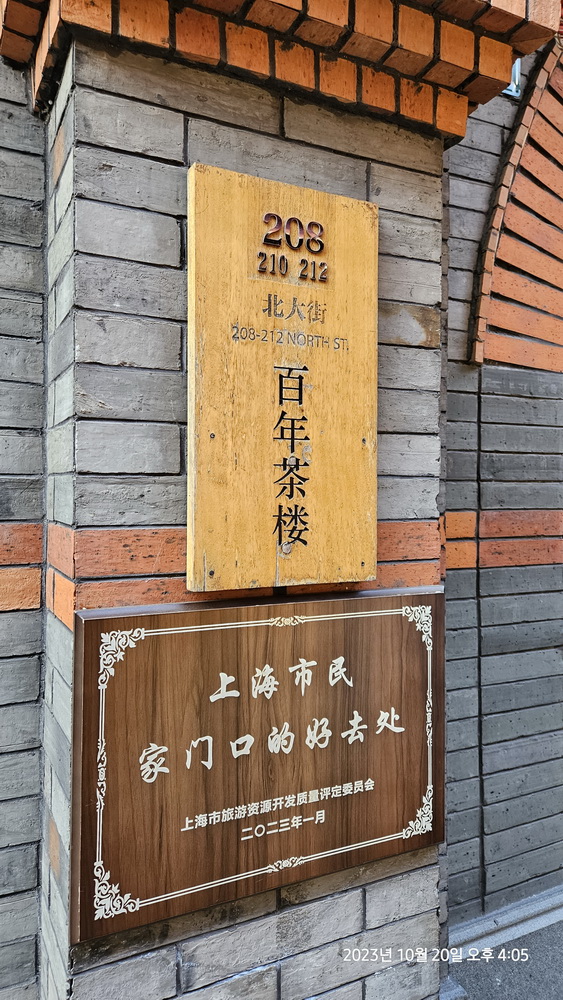 208
210 212
北大街
208-212 NORTH ST.
百年茶楼
上海市民
家门口的好去处
上海市旅游资源开发质量评定委员会
二〇二三年一月
2023년 10월 20일 오후 4:05